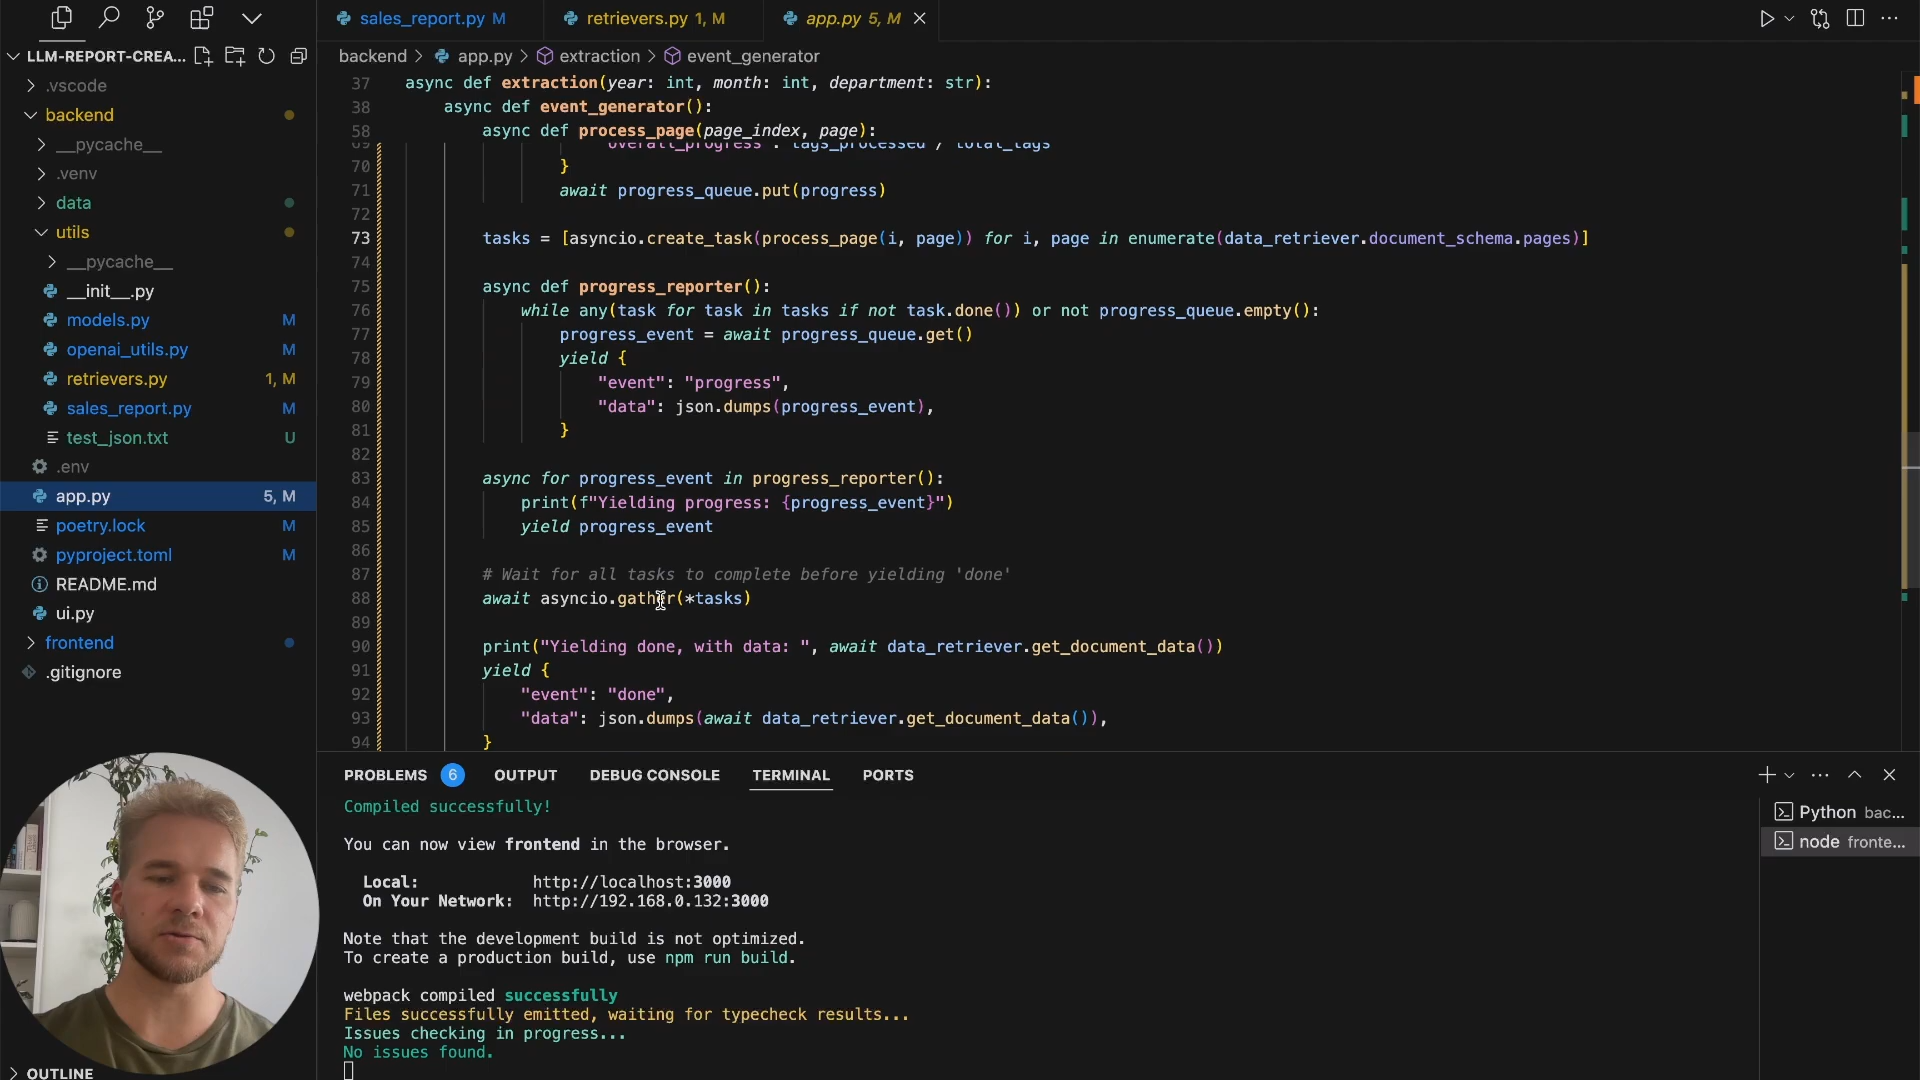 sales_report.py M
retrievers.py 1, M
app.py 5, M
LLM-REPORT-CREA...
backend > app.py > extraction > event_generator
.vscode
backend
__pycache__
.venv
data
utils
__pycache__
__init__.py
models.py M
openai_utils.py M
retrievers.py 1, M
sales_report.py M
test_json.txt U
.env
app.py 5, M
poetry.lock M
pyproject.toml M
README.md
ui.py
frontend
.gitignore
OUTLINE
37 async def extraction(year: int, month: int, department: str):
38 async def event_generator():
58 async def process_page(page_index, page):
69 "overall_progress": tags_processed / total_tags
70 }
71 await progress_queue.put(progress)
72
73 tasks = [asyncio.create_task(process_page(i, page)) for i, page in enumerate(data_retriever.document_schema.pages)]
74
75 async def progress_reporter():
76 while any(task for task in tasks if not task.done()) or not progress_queue.empty():
77 progress_event = await progress_queue.get()
78 yield {
79 "event": "progress",
80 "data": json.dumps(progress_event),
81 }
82
83 async for progress_event in progress_reporter():
84 print(f"Yielding progress: {progress_event}")
85 yield progress_event
86
87 # Wait for all tasks to complete before yielding 'done'
88 await asyncio.gather(*tasks)
89
90 print("Yielding done, with data: ", await data_retriever.get_document_data())
91 yield {
92 "event": "done",
93 "data": json.dumps(await data_retriever.get_document_data()),
94 }
PROBLEMS 6 OUTPUT DEBUG CONSOLE TERMINAL PORTS
Compiled successfully!
You can now view frontend in the browser.
Local: http://localhost:3000
On Your Network: http://192.168.0.132:3000
Note that the development build is not optimized.
To create a production build, use npm run build.
webpack compiled successfully
Files successfully emitted, waiting for typecheck results...
Issues checking in progress...
No issues found.
Python bac...
node fronte...